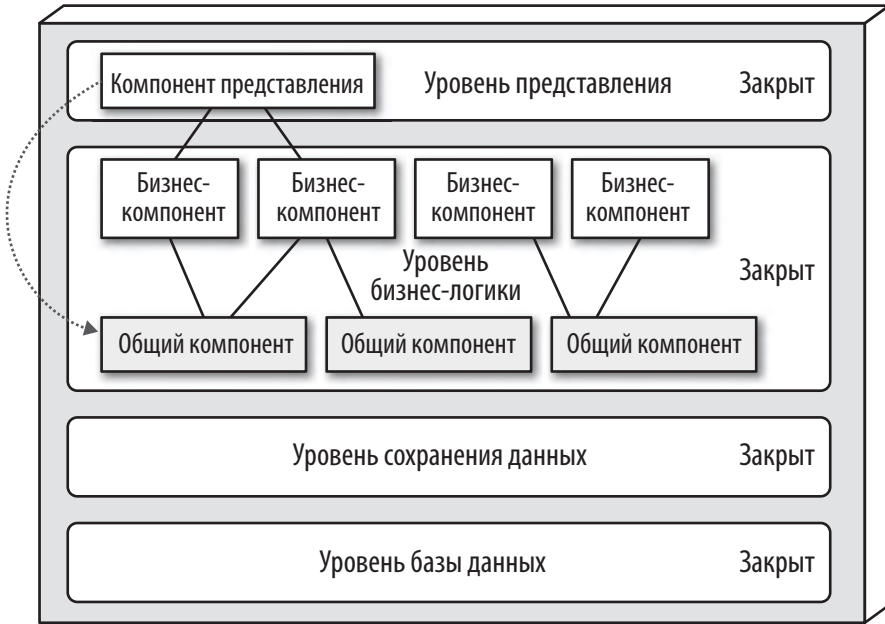 Компонент представления
Уровень представления
Закрыт
Бизнес-
компонент
Бизнес-
компонент
Бизнес-
компонент
Бизнес-
компонент
Уровень
бизнес-логики
Закрыт
Общий компонент
Общий компонент
Общий компонент
Уровень сохранения данных
Закрыт
Уровень базы данных
Закрыт